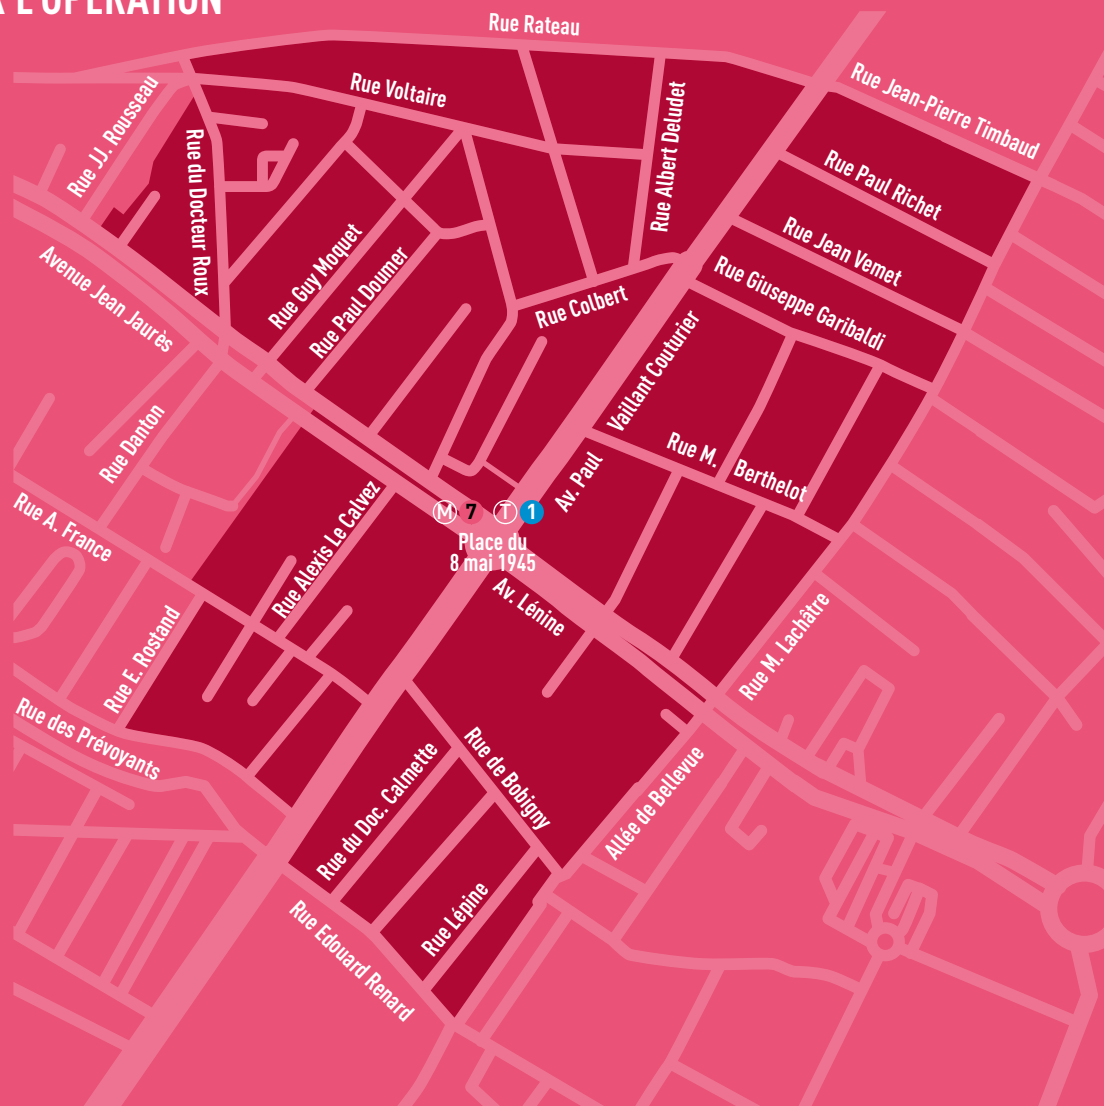 L'OPÉRATION
Rue Rateau
Rue Voltaire
Rue JJ. Rousseau
Rue du Docteur Roux
Rue Albert Deludet
Rue Jean-Pierre Timbaud
Rue Paul Richet
Rue Jean Vemet
Rue Giuseppe Garibaldi
Avenue Jean Jaurès
Rue Guy Moquet
Rue Paul Doumer
Rue Colbert
Av. Paul Vaillant Couturier
Rue M. Berthelot
Rue Danton
Rue A. France
Rue Alexis Le Calvez
M 7 T 1
Place du
8 mai 1945
Av. Lénine
Rue M. Lachâtre
Rue E. Rostand
Rue des Prévoyants
Rue du Doc. Calmette
Rue de Bobigny
Allée de Bellevue
Rue Lépine
Rue Edouard Renard